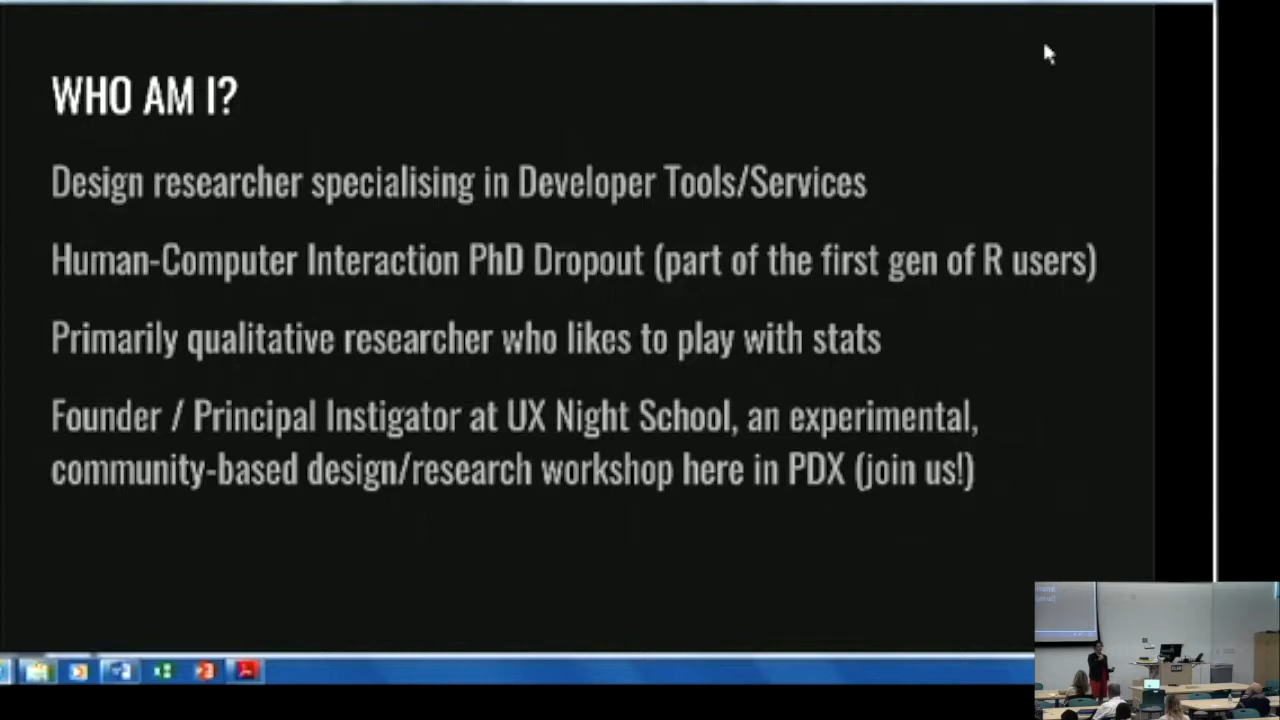 WHO AM I?
Design researcher specialising in Developer Tools/Services
Human-Computer Interaction PhD Dropout (part of the first gen of R users)
Primarily qualitative researcher who likes to play with stats
Founder / Principal Instigator at UX Night School, an experimental,
community-based design/research workshop here in PDX (join us!)